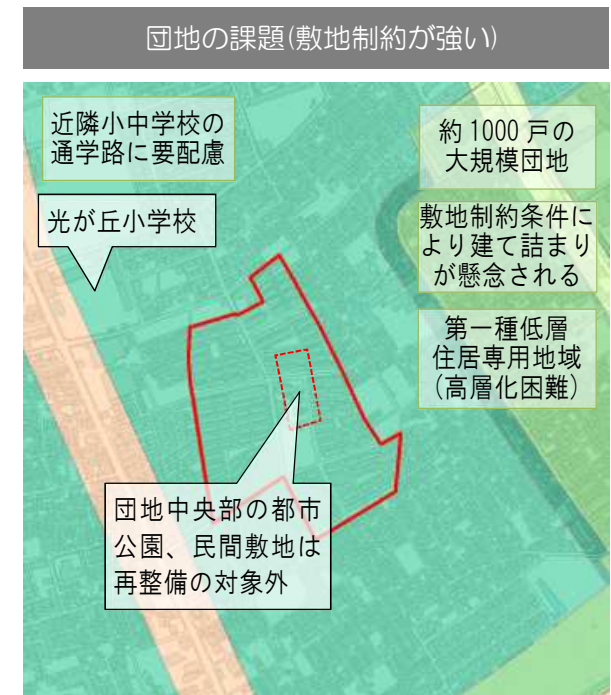 団地の課題(敷地制約が強い)
近隣小中学校の
通学路に要配慮
光が丘小学校
約1000戸の
大規模団地
敷地制約条件に
より建て詰まり
が懸念される
第一種低層
住居専用地域
(高層化困難)
団地中央部の都市
公園、民間敷地は
再整備の対象外